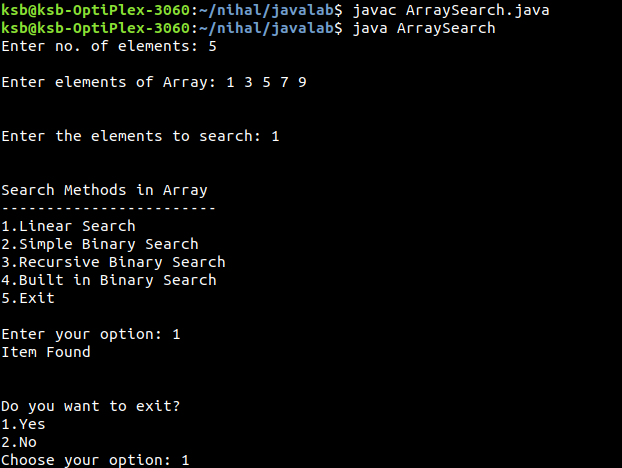 ksb@ksb-OptiPlex-3060:~/nihal/javalab$ javac ArraySearch.java
ksb@ksb-OptiPlex-3060:~/nihal/javalab$ java ArraySearch
Enter no. of elements: 5
Enter elements of Array: 1 3 5 7 9
Enter the elements to search: 1
Search Methods in Array
------------------------
1.Linear Search
2.Simple Binary Search
3.Recursive Binary Search
4.Built in Binary Search
5.Exit
Enter your option: 1
Item Found
Do you want to exit?
1.Yes
2.No
Choose your option: 1